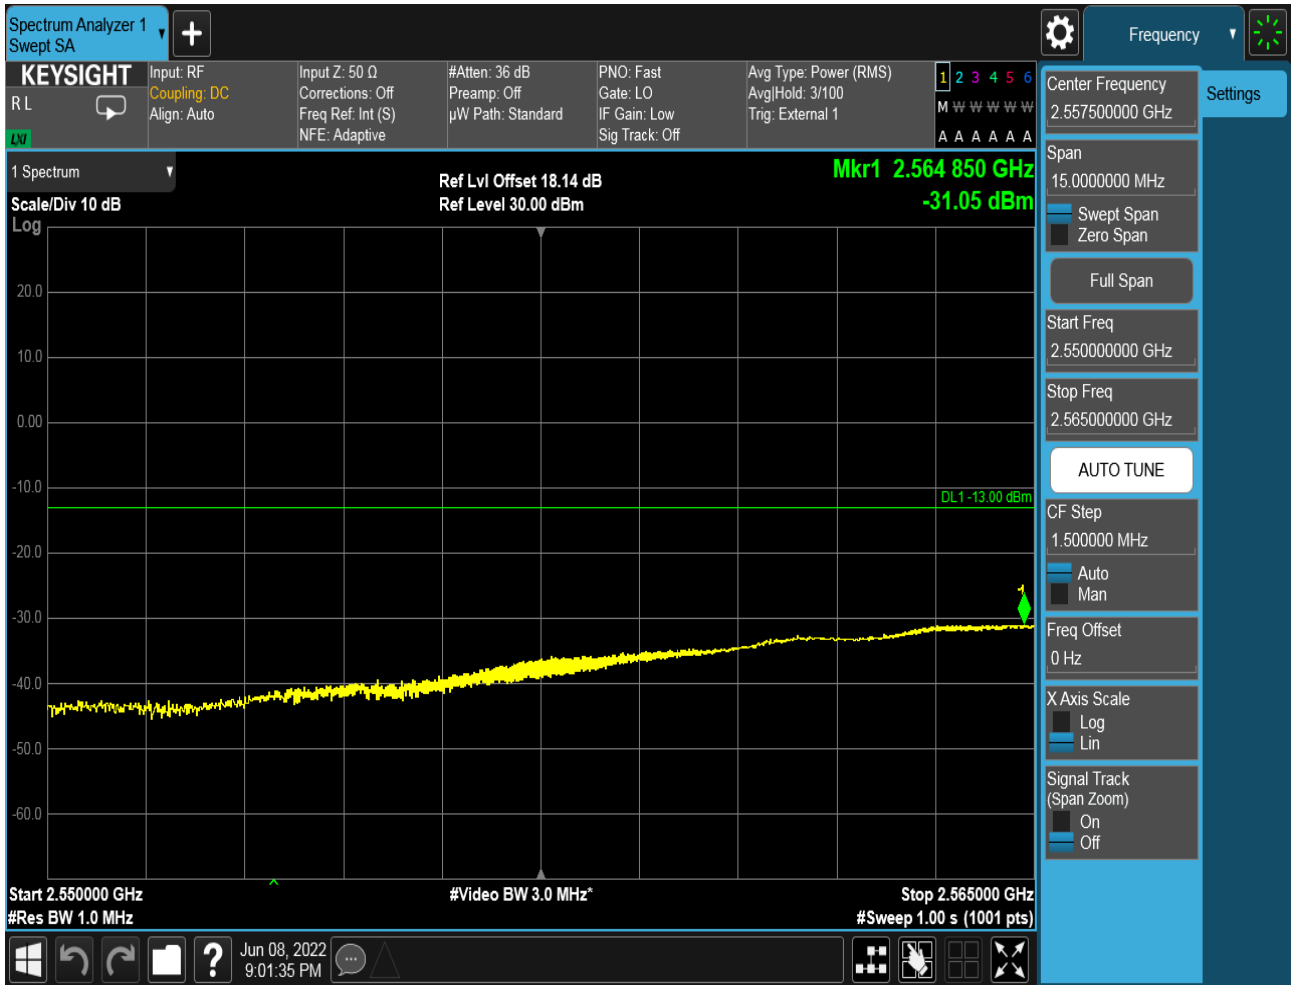 Spectrum Analyzer 1
Swept SA
Frequency
KEYSIGHT
R L
LXI
Input: RF
Coupling: DC
Align: Auto
Input Z: 50 Ω
Corrections: Off
Freq Ref: Int (S)
NFE: Adaptive
#Atten: 36 dB
Preamp: Off
µW Path: Standard
PNO: Fast
Gate: LO
IF Gain: Low
Sig Track: Off
Avg Type: Power (RMS)
Avg|Hold: 3/100
Trig: External 1
1 2 3 4 5 6
M W W W W W
A A A A A A
1 Spectrum
Scale/Div 10 dB
Log
Ref Lvl Offset 18.14 dB
Ref Level 30.00 dBm
Mkr1 2.564 850 GHz
-31.05 dBm
20.0
10.0
0.00
-10.0
-20.0
-30.0
-40.0
-50.0
-60.0
DL1 -13.00 dBm
1
Start 2.550000 GHz
#Res BW 1.0 MHz
#Video BW 3.0 MHz*
Stop 2.565000 GHz
#Sweep 1.00 s (1001 pts)
Jun 08, 2022
9:01:35 PM
Center Frequency
2.557500000 GHz
Span
15.0000000 MHz
Swept Span
Zero Span
Full Span
Start Freq
2.550000000 GHz
Stop Freq
2.565000000 GHz
AUTO TUNE
CF Step
1.500000 MHz
Auto
Man
Freq Offset
0 Hz
X Axis Scale
Log
Lin
Signal Track
(Span Zoom)
On
Off
Settings